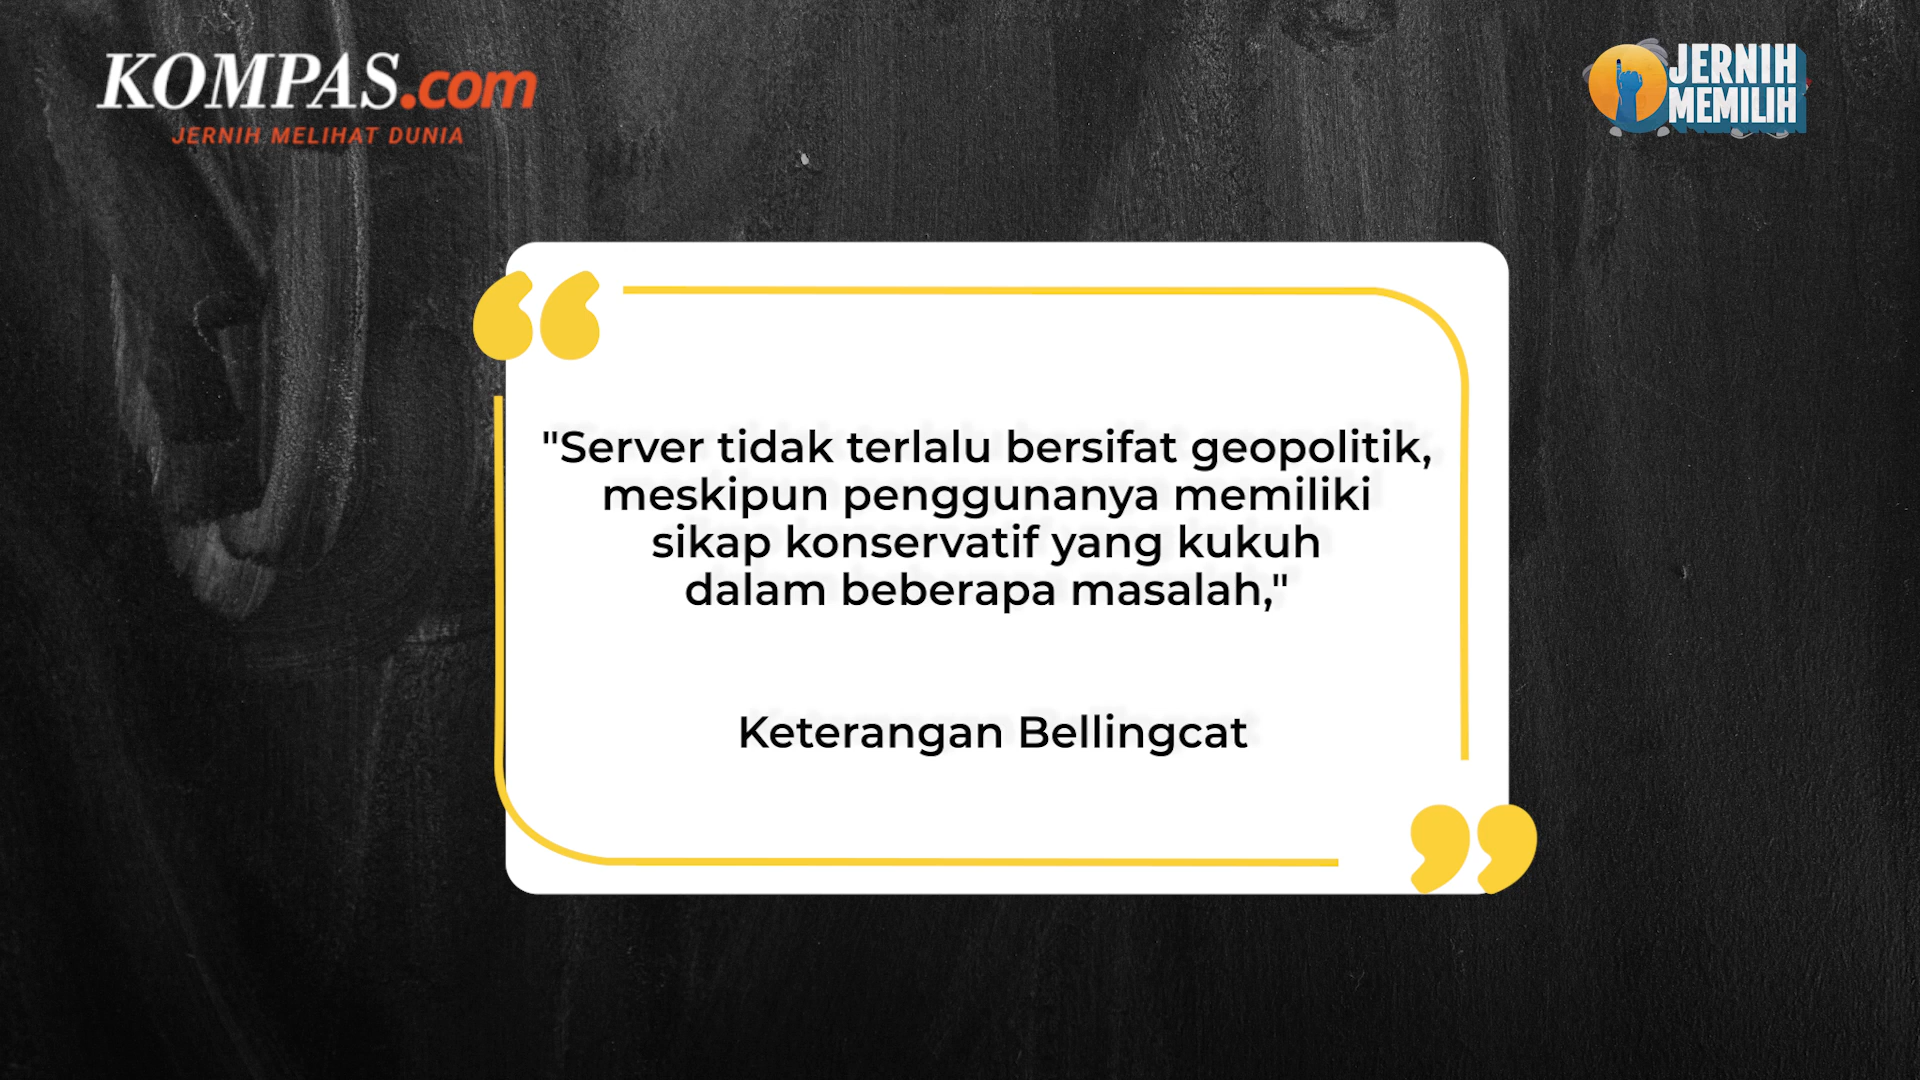 KOMPAS.com
JERNIH MELIHAT DUNIA
JERNIH
MEMILIH
"Server tidak terlalu bersifat geopolitik,
meskipun penggunanya memiliki
sikap konservatif yang kukuh
dalam beberapa masalah,"
Keterangan Bellingcat